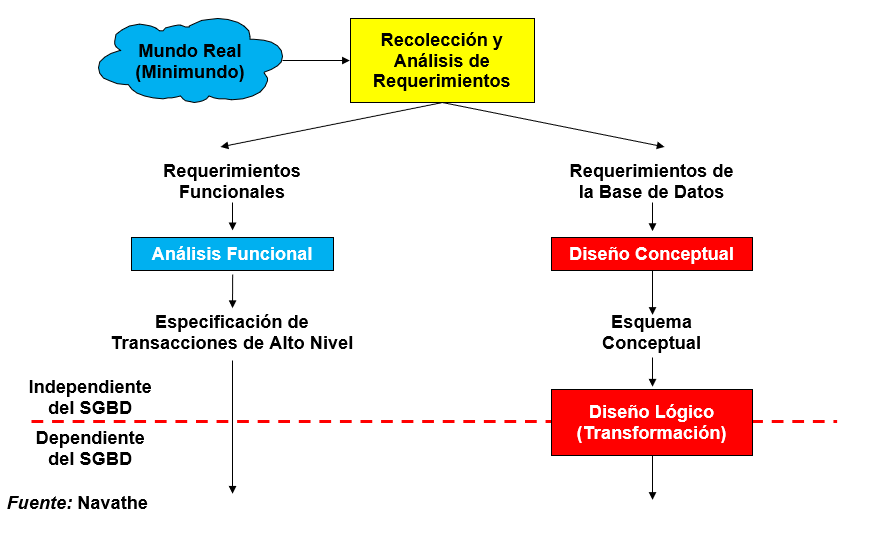 Mundo Real
(Minimundo)
Recolección y
Análisis de
Requerimientos
Requerimientos
Funcionales
Requerimientos de
la Base de Datos
Análisis Funcional
Diseño Conceptual
Especificación de
Transacciones de Alto Nivel
Esquema
Conceptual
Independiente
del SGBD
Diseño Lógico
(Transformación)
Dependiente
del SGBD
Fuente: Navathe